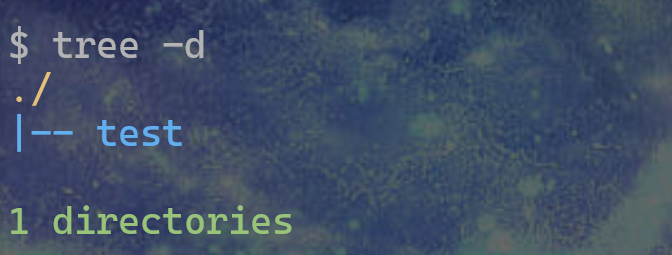 $ tree -d
./
|-- test
1 directories